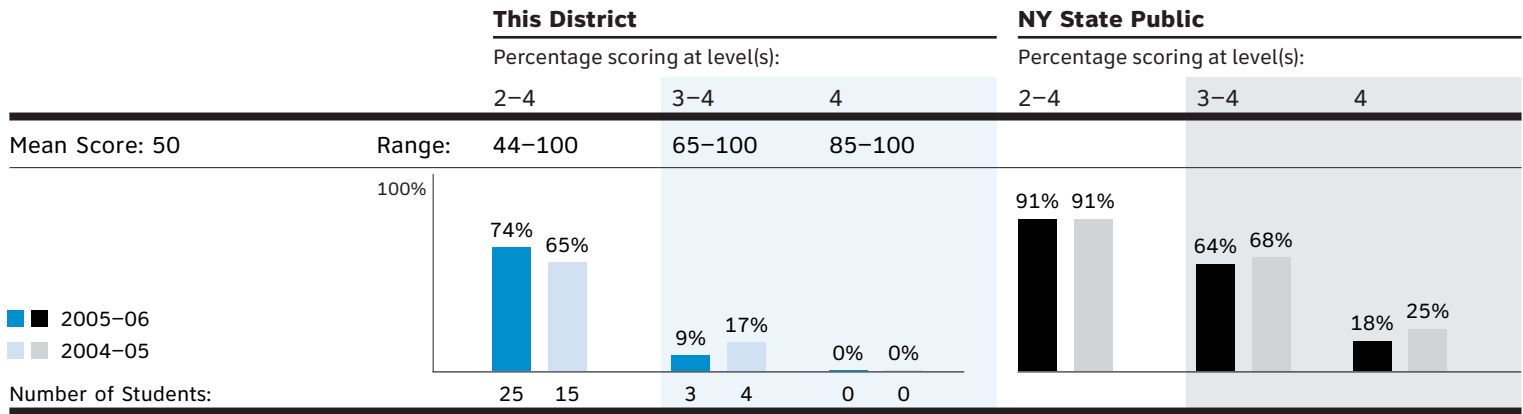 This District NY State Public
Percentage scoring at level(s): Percentage scoring at level(s):
2–4 3–4 4 2–4 3–4 4
Mean Score: 50 Range: 44–100 65–100 85–100
100%
74% 65% 9% 17% 0% 0% 91% 91% 64% 68% 18% 25%
2005–06
2004–05
Number of Students: 25 15 3 4 0 0